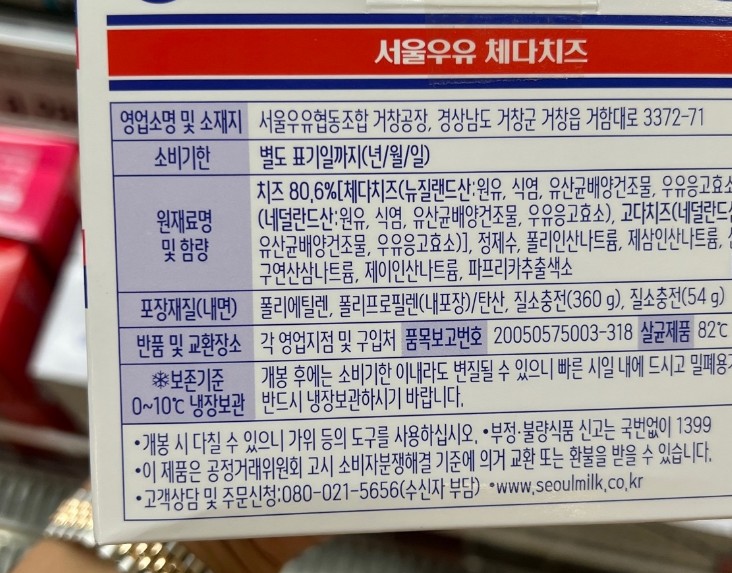 서울우유 체다치즈
영업소명 및 소재지 서울우유협동조합 거창공장, 경상남도 거창군 거창읍 거함대로 3372-71
소비기한 별도 표기일까지(년/월/일)
원재료명 및 함량 치즈 80.6%[체다치즈(뉴질랜드산:원유, 식염, 유산균배양건조물, 우유응고효소
(네덜란드산:원유, 식염, 유산균배양건조물, 우유응고효소), 고다치즈(네덜란드산
유산균배양건조물, 우유응고효소)], 정제수, 폴리인산나트륨, 제삼인산나트륨,
구연산삼나트륨, 제이인산나트륨, 파프리카추출색소
포장재질(내면) 폴리에틸렌, 폴리프로필렌(내포장)/탄산, 질소충전(360 g), 질소충전(54 g)
반품 및 교환장소 각 영업지점 및 구입처 품목보고번호 20050575003-318 살균제품 82℃
※보존기준 개봉 후에는 소비기한 이내라도 변질될 수 있으니 빠른 시일 내에 드시고 밀폐용기
0~10℃ 냉장보관 반드시 냉장보관하시기 바랍니다.
•개봉 시 다칠 수 있으니 가위 등의 도구를 사용하십시오. •부정·불량식품 신고는 국번없이 1399
•이 제품은 공정거래위원회 고시 소비자분쟁해결 기준에 의거 교환 또는 환불을 받을 수 있습니다.
•고객상담 및 주문신청:080-021-5656(수신자 부담) •www.seoulmilk.co.kr